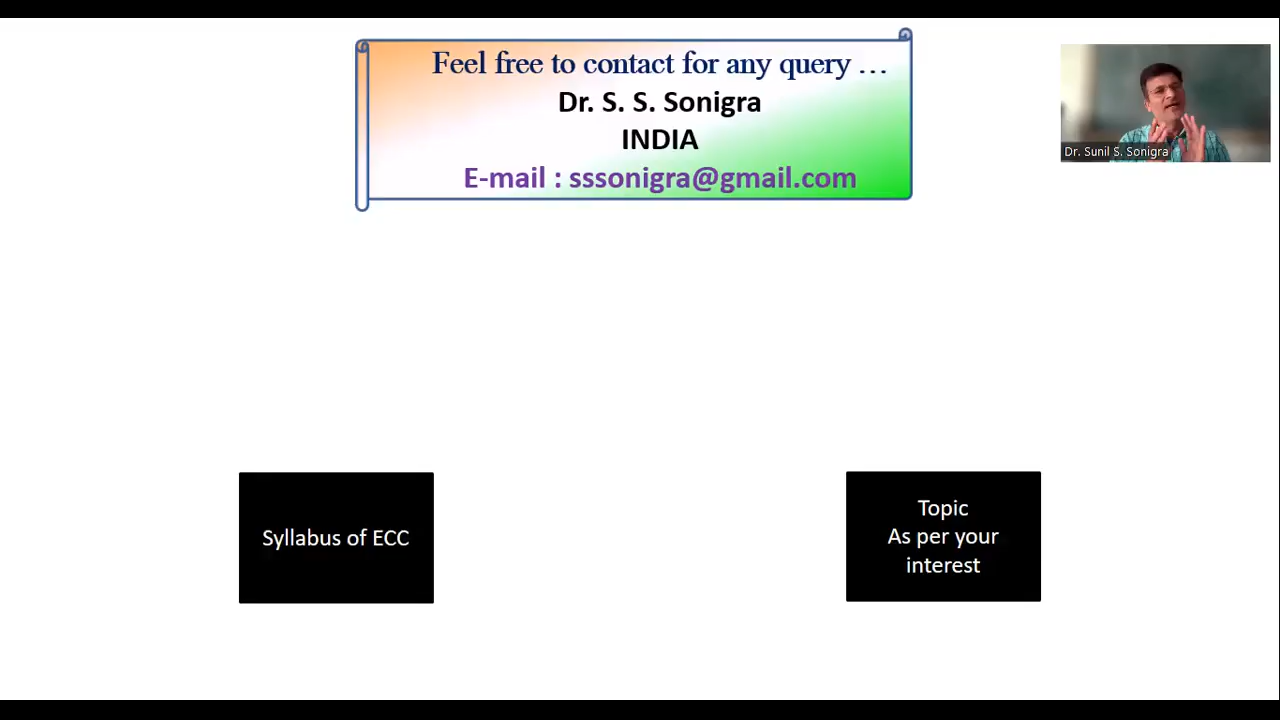 Feel free to contact for any query …
Dr. S. S. Sonigra
INDIA
E-mail : sssonigra@gmail.com
Dr. Sunil S. Sonigra
Syllabus of ECC
Topic
As per your
interest